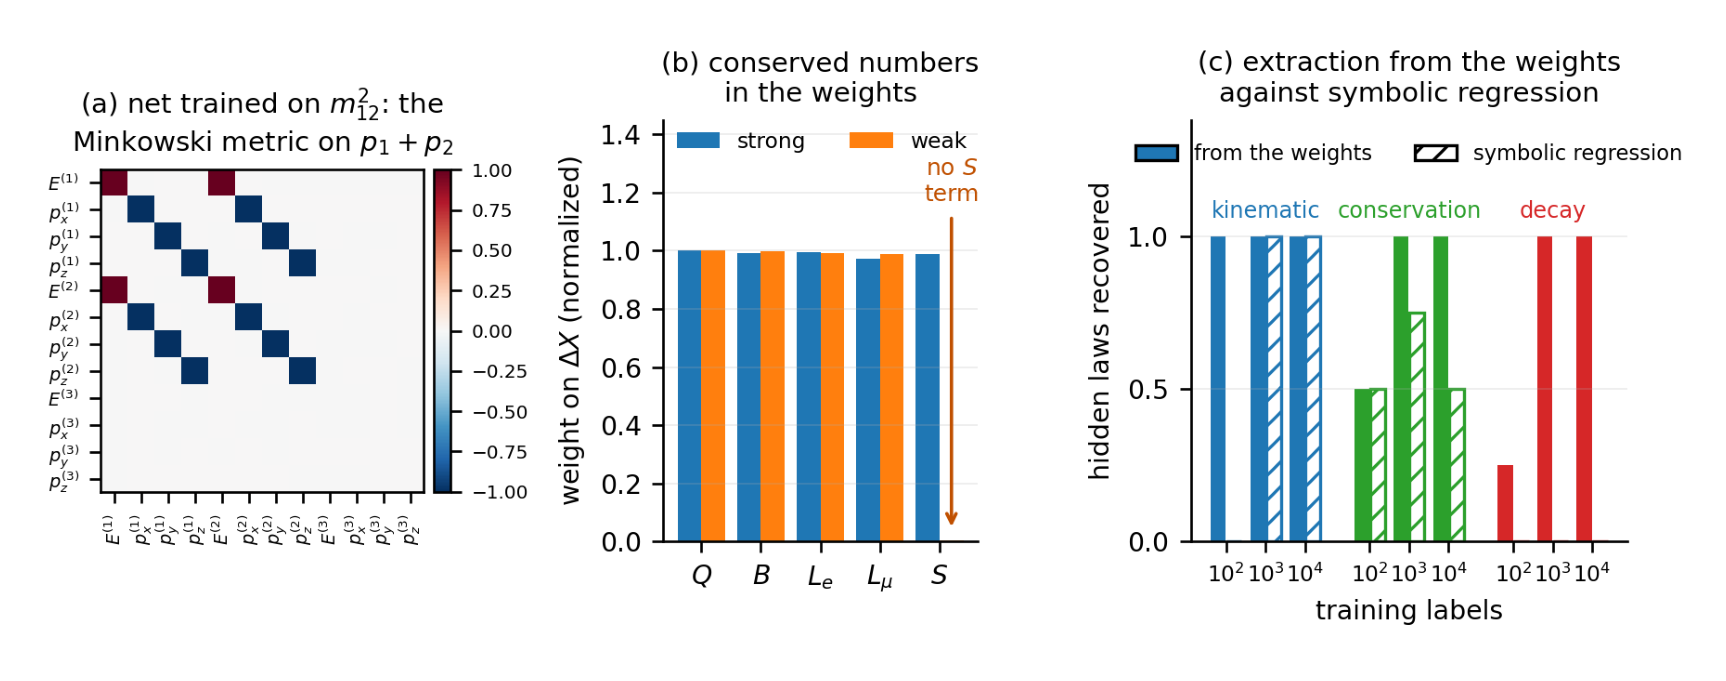 (a) net trained on m²₁₂: the
Minkowski metric on p₁ + p₂
E⁽¹⁾
pₓ⁽¹⁾
p_y⁽¹⁾
p_z⁽¹⁾
E⁽²⁾
pₓ⁽²⁾
p_y⁽²⁾
p_z⁽²⁾
E⁽³⁾
pₓ⁽³⁾
p_y⁽³⁾
p_z⁽³⁾
E⁽¹⁾ pₓ⁽¹⁾ p_y⁽¹⁾ p_z⁽¹⁾ E⁽²⁾ pₓ⁽²⁾ p_y⁽²⁾ p_z⁽²⁾ E⁽³⁾ pₓ⁽³⁾ p_y⁽³⁾ p_z⁽³⁾
1.00
0.75
0.50
0.25
0.00
−0.25
−0.50
−0.75
−1.00
(b) conserved numbers
in the weights
strong weak
no S
term
weight on ΔX (normalized)
1.4
1.2
1.0
0.8
0.6
0.4
0.2
0.0
Q B Lₑ L_μ S
(c) extraction from the weights
against symbolic regression
from the weights symbolic regression
kinematic conservation decay
hidden laws recovered
1.0
0.5
0.0
10² 10³ 10⁴ 10² 10³ 10⁴ 10² 10³ 10⁴
training labels